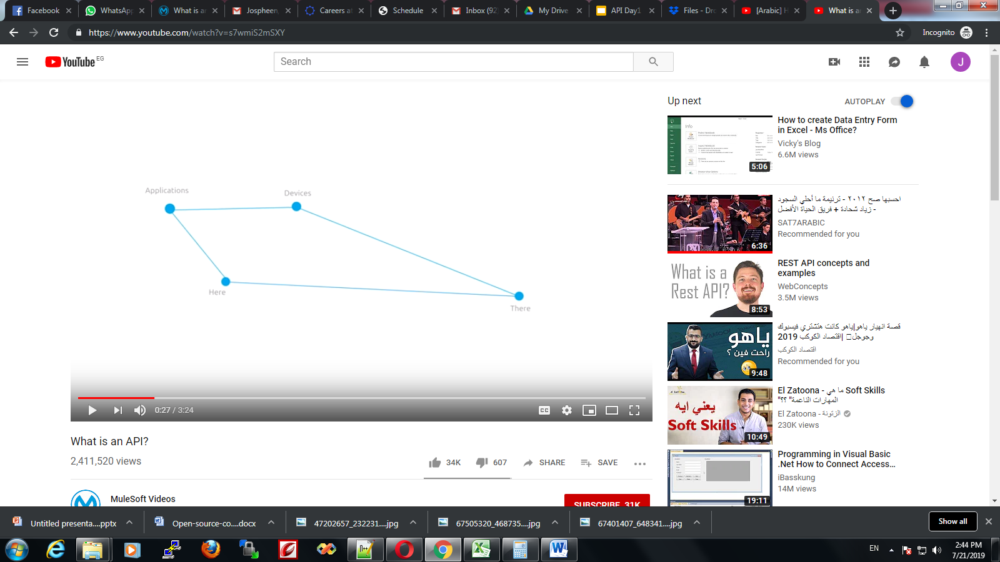 Facebook
WhatsApp
What is an
Jospheen,
Careers at
Schedule
Inbox (92)
My Drive
API Day1
Files - Dro
[Arabic] H
What is an
https://www.youtube.com/watch?v=s7wmiS2mSXY
Incognito
YouTube EG
Search
J
Applications
Devices
Here
There
0:27 / 3:24
CC
What is an API?
2,411,520 views
34K
607
SHARE
SAVE
MuleSoft Videos
SUBSCRIBE 31K
Up next
AUTOPLAY
Info
5:06
How to create Data Entry Form
in Excel - Ms Office?
Vicky's Blog
6.6M views
6:36
احسبها صح ٢٠١٢ - ترنيمة ما أحلي السجود
- زياد شحادة + فريق الحياة الأفضل
SAT7ARABIC
Recommended for you
What is a
Rest API?
8:53
REST API concepts and
examples
WebConcepts
3.5M views
ياهو
راحت فين ؟
9:48
قصة انهيار ياهو|ياهو كانت هتشتري فيسبوك
وجوجل| اقتصاد الكوكب 2019
اقتصاد الكوكب
Recommended for you
يعني ايه
Soft Skills
10:49
El Zatoona - ما هي Soft Skills
"المهارات الناعمة" ؟؟
El Zatoona - الزتونة
230K views
19:11
Programming in Visual Basic
.Net How to Connect Access...
iBasskung
14M views
Untitled presenta....pptx
Open-source-co....docx
47202657_232231....jpg
67505320_468735....jpg
67401407_648341....jpg
Show all
EN
2:44 PM
7/21/2019